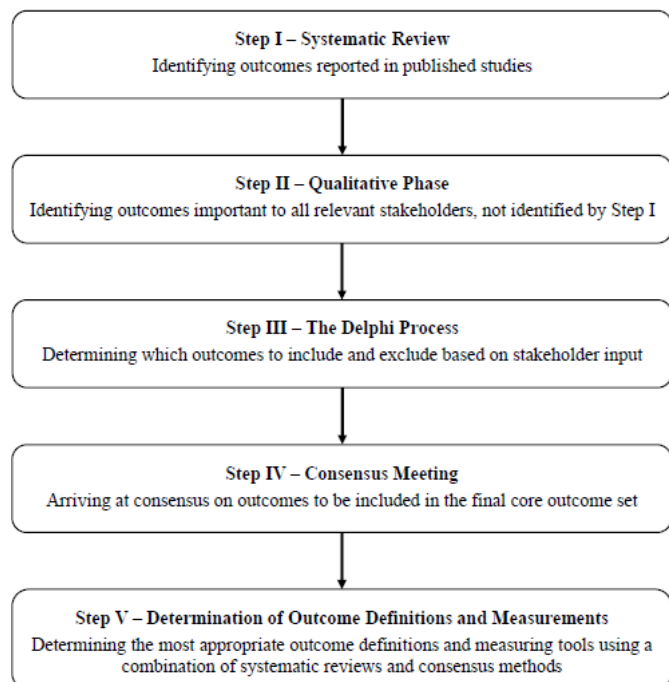 Step I – Systematic Review
Identifying outcomes reported in published studies
Step II – Qualitative Phase
Identifying outcomes important to all relevant stakeholders, not identified by Step I
Step III – The Delphi Process
Determining which outcomes to include and exclude based on stakeholder input
Step IV – Consensus Meeting
Arriving at consensus on outcomes to be included in the final core outcome set
Step V – Determination of Outcome Definitions and Measurements
Determining the most appropriate outcome definitions and measuring tools using a
combination of systematic reviews and consensus methods